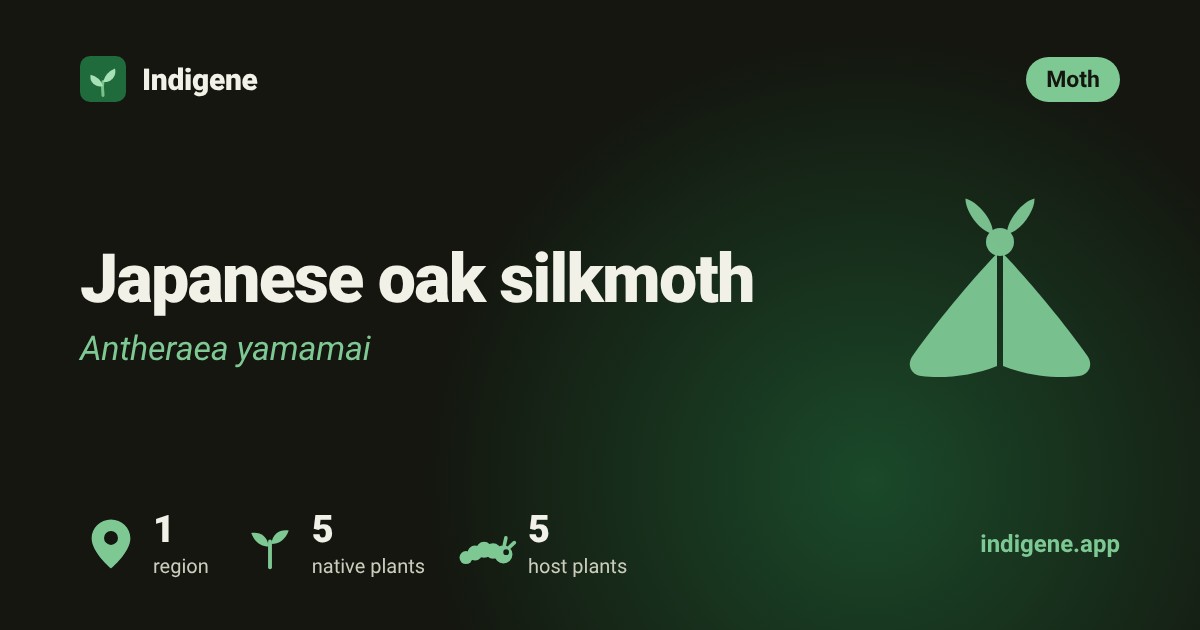 Indigene
Moth
Japanese oak silkmoth
Antheraea yamamai
1
region
5
native plants
5
host plants
indigene.app